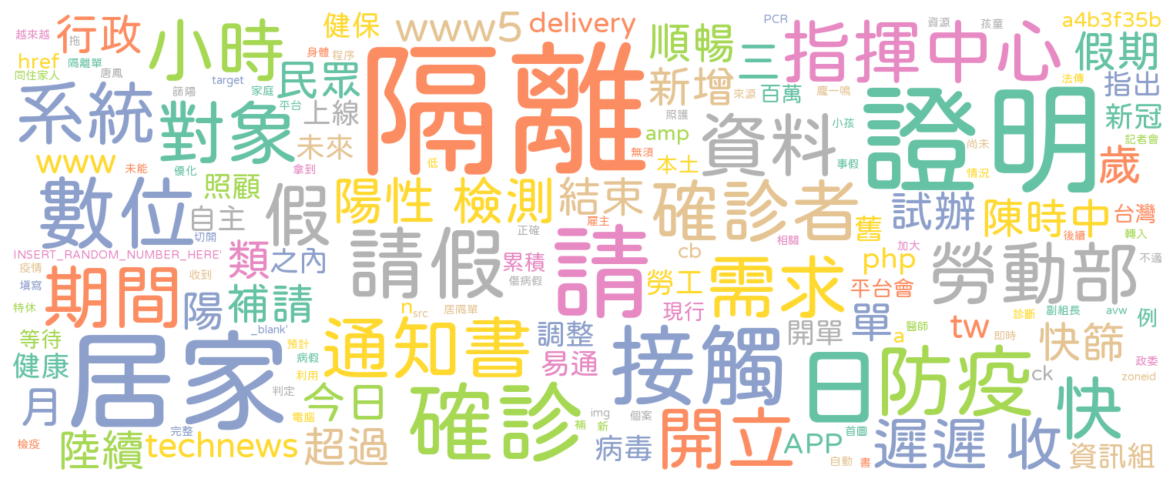 越來越
行政
拖
小時
健保
www5
delivery
順暢
三
指揮中心
PCR
資源
孩童
a4b3f35b
假期
href
隔離單
同住家人
唐鳳
民眾
身體
程序
隔離
新增
百萬
來源
龐一鳴
法傳
指出
系統
篩陽
target
家庭
平台
對象
上線
未來
amp
照護
資料
小孩
證明
新冠
記者會
www
未能
優化
拿到
低
無須
本土
事假
尚未
情況
歲
數位
照顧
自主
切開
假
陽性
檢測
結束
確診者
舊
試辦
陳時中
台灣
後續
轉入
INSERT_RANDOM_NUMBER_HERE'
疫情
填寫
收到
類
之內
請假
累積
正確
雇主
傷病假
請
勞工
cb
需求
相關
php
加大
平台會
勞動部
不適
特休
期間
陽
補請
n
src
居隔單
現行
開單
單
a
醫師
tw
診斷
副組長
avw
例
等待
健康
居家
_blank'
預計
病假
利用
通知書
調整
易通
接觸
日
防疫
即時
快篩
政委
zoneid
月
判定
今日
電腦
確診
img
補
新
個案
開立
APP
首圖
ck
快
檢疫
陸續
technews
完整
超過
病毒
自動
書
遲遲
收
資訊組